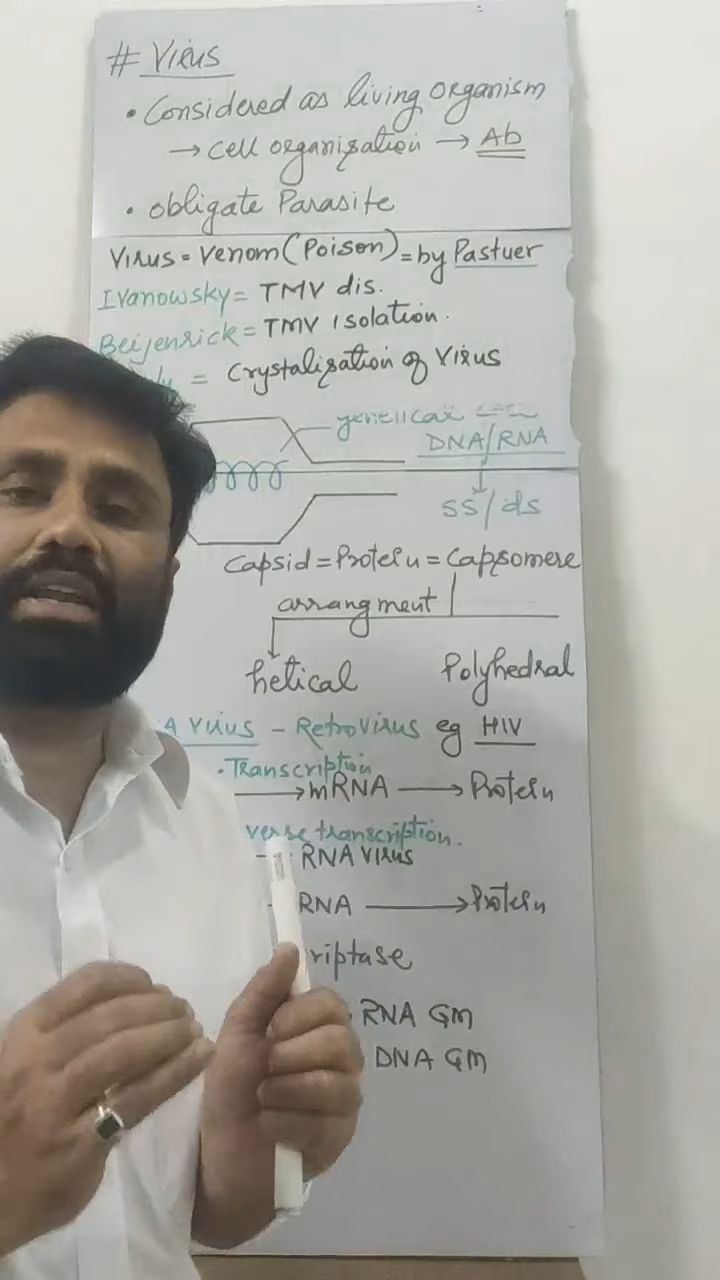 # Virus
• Considered as living organism
→ cell organization → Ab
• obligate Parasite
Virus = Venom (Poison) = by Pastuer
Ivanowsky = TMV dis.
Beijenrick = TMV Isolation.
= Crystalization of Virus
genetical
DNA/RNA
ss/ds
Capsid = Protein = Capsomere
arrangment
helical Polyhedral
A Virus - Retrovirus eg HIV
• Transcription
→ mRNA → Protein
verse transcription.
RNA Virus
RNA → Protein
riptase
RNA GM
DNA GM